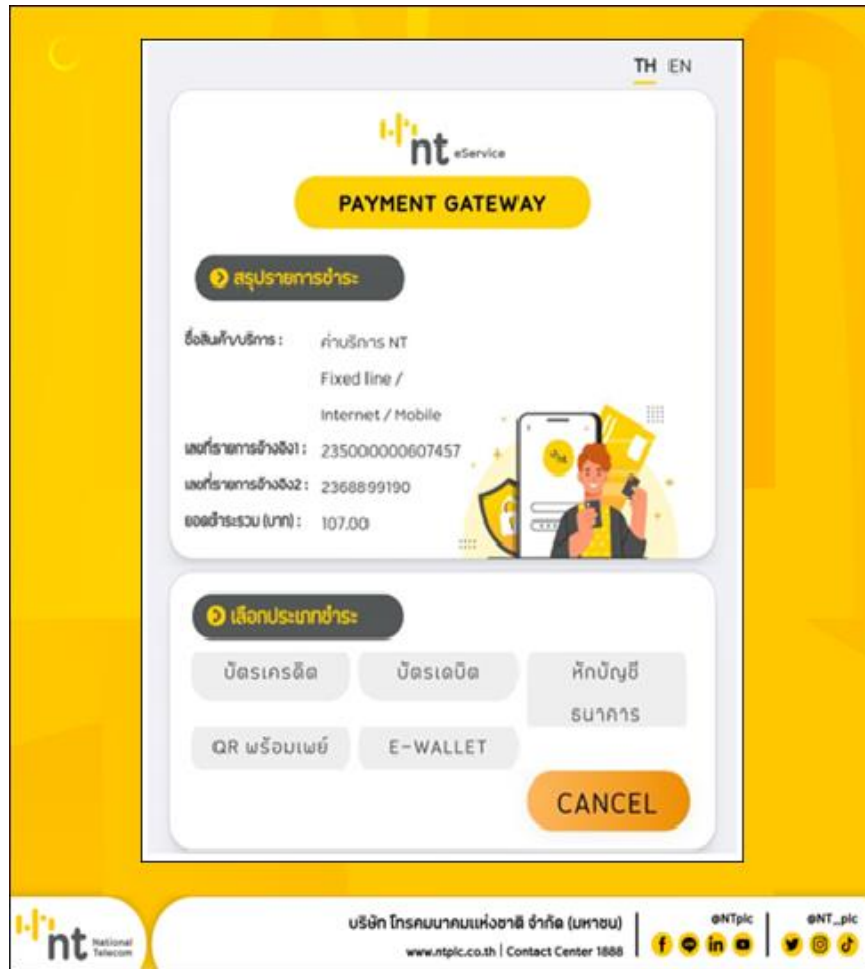 TH EN
nt eService
PAYMENT GATEWAY
สรุปรายการชำระ
ชื่อสินค้า/บริการ : ค่าบริการ NT
Fixed line /
Internet / Mobile
เลขที่รายการอ้างอิง1 : 235000000607457
เลขที่รายการอ้างอิง2 : 2368899190
ยอดชำระรวม (บาท) : 107.00
nt
เลือกประเภทชำระ
บัตรเครดิต บัตรเดบิต หักบัญชี
ธนาคาร
QR พร้อมเพย์ E-WALLET
CANCEL
nt National Telecom
บริษัท โทรคมนาคมแห่งชาติ จำกัด (มหาชน)
www.ntplc.co.th | Contact Center 1888
@NTplc
@NT_plc